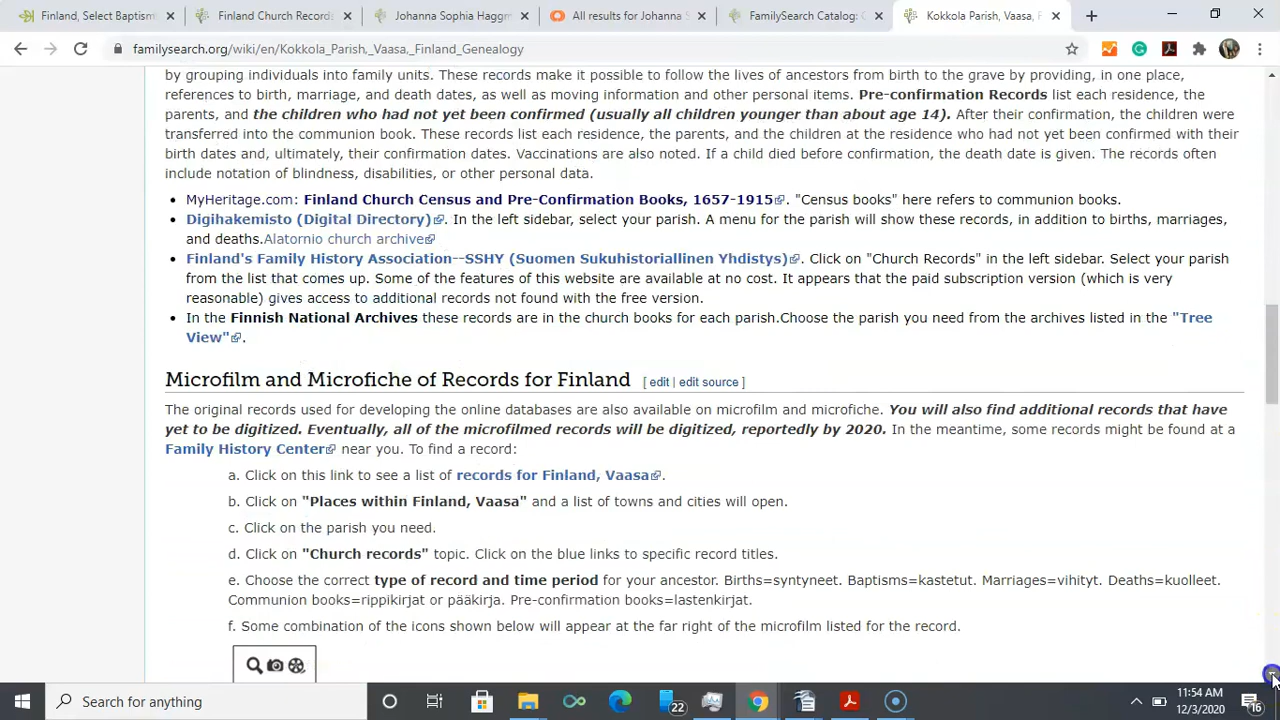 Finland, Select Baptism
Finland Church Records
Johanna Sophia Haggm
All results for Johanna S
FamilySearch Catalog: C
Kokkola Parish, Vaasa, F
familysearch.org/wiki/en/Kokkola_Parish,_Vaasa,_Finland_Genealogy
by grouping individuals into family units. These records make it possible to follow the lives of ancestors from birth to the grave by providing, in one place,
references to birth, marriage, and death dates, as well as moving information and other personal items. Pre-confirmation Records list each residence, the
parents, and the children who had not yet been confirmed (usually all children younger than about age 14). After their confirmation, the children were
transferred into the communion book. These records list each residence, the parents, and the children at the residence who had not yet been confirmed with their
birth dates and, ultimately, their confirmation dates. Vaccinations are also noted. If a child died before confirmation, the death date is given. The records often
include notation of blindness, disabilities, or other personal data.
• MyHeritage.com: Finland Church Census and Pre-Confirmation Books, 1657-1915. "Census books" here refers to communion books.
• Digihakemisto (Digital Directory). In the left sidebar, select your parish. A menu for the parish will show these records, in addition to births, marriages,
and deaths.Alatornio church archive
• Finland's Family History Association--SSHY (Suomen Sukuhistoriallinen Yhdistys). Click on "Church Records" in the left sidebar. Select your parish
from the list that comes up. Some of the features of this website are available at no cost. It appears that the paid subscription version (which is very
reasonable) gives access to additional records not found with the free version.
• In the Finnish National Archives these records are in the church books for each parish.Choose the parish you need from the archives listed in the "Tree
View".
Microfilm and Microfiche of Records for Finland [ edit | edit source ]
The original records used for developing the online databases are also available on microfilm and microfiche. You will also find additional records that have
yet to be digitized. Eventually, all of the microfilmed records will be digitized, reportedly by 2020. In the meantime, some records might be found at a
Family History Center near you. To find a record:
a. Click on this link to see a list of records for Finland, Vaasa.
b. Click on "Places within Finland, Vaasa" and a list of towns and cities will open.
c. Click on the parish you need.
d. Click on "Church records" topic. Click on the blue links to specific record titles.
e. Choose the correct type of record and time period for your ancestor. Births=syntyneet. Baptisms=kastetut. Marriages=vihityt. Deaths=kuolleet.
Communion books=rippikirjat or pääkirja. Pre-confirmation books=lastenkirjat.
f. Some combination of the icons shown below will appear at the far right of the microfilm listed for the record.
Search for anything
22
11:54 AM
12/3/2020
16